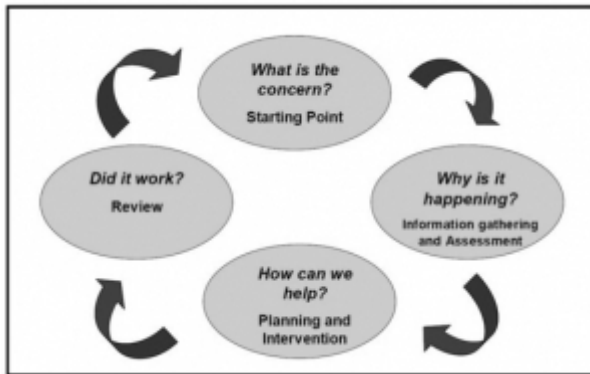 What is the
concern?
Starting Point
Why is it
happening?
Information gathering
and Assessment
How can we
help?
Planning and
Intervention
Did it work?
Review